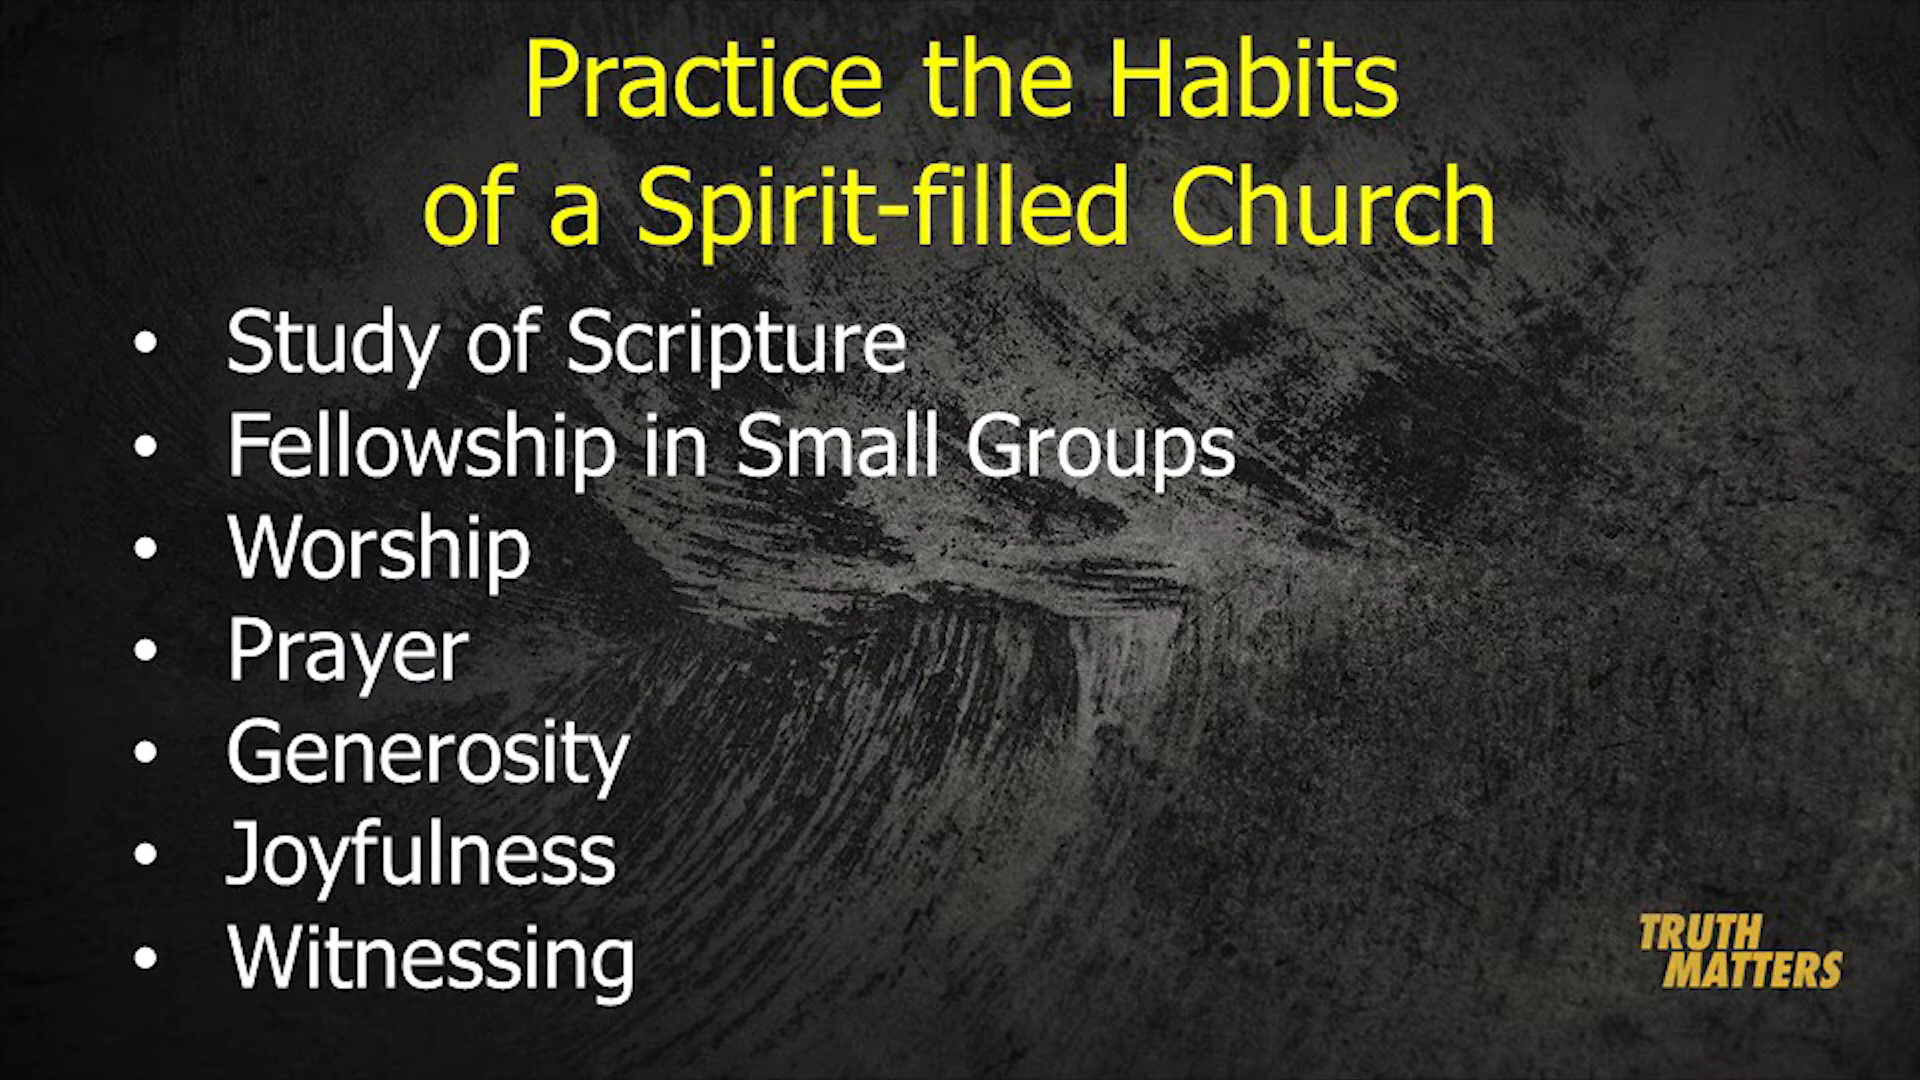 Practice the Habits
of a Spirit-filled Church
• Study of Scripture
• Fellowship in Small Groups
• Worship
• Prayer
• Generosity
• Joyfulness
• Witnessing
TRUTH
MATTERS